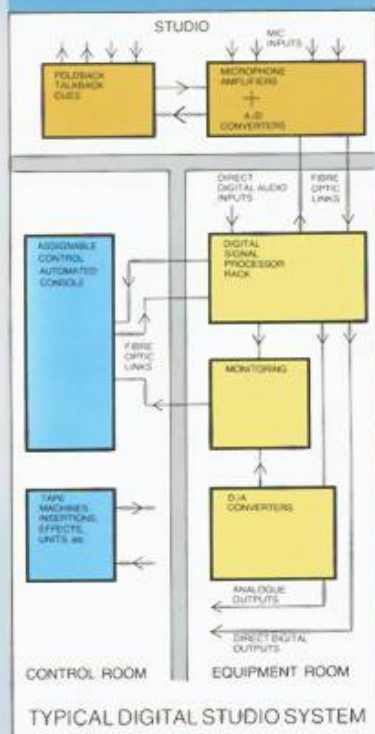 STUDIO
FOLDBACK
TALKBACK
CUES
MIC
INPUTS
MICROPHONE
AMPLIFIERS
+
A/D
CONVERTERS
DIRECT
DIGITAL AUDIO
INPUTS
FIBRE
OPTIC
LINKS
ASSIGNABLE
CONTROL
AUTOMATED
CONSOLE
DIGITAL
SIGNAL
PROCESSOR
RACK
FIBRE
OPTIC
LINKS
MONITORING
TAPE
MACHINES,
INSERTIONS,
EFFECTS,
UNITS, etc
D/A
CONVERTERS
ANALOGUE
OUTPUTS
DIRECT DIGITAL
OUTPUTS
CONTROL ROOM
EQUIPMENT ROOM
TYPICAL DIGITAL STUDIO SYSTEM